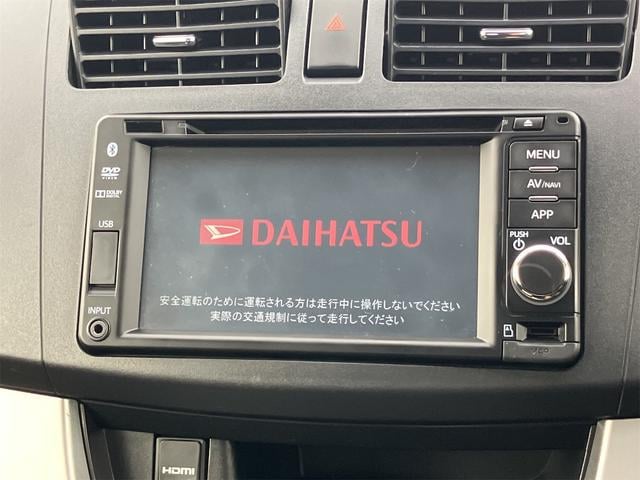 DVD
VIDEO
DOLBY
DIGITAL
USB
INPUT
MENU
AV/NAVI
APP
PUSH
VOL
DAIHATSU
安全運転のために運転される方は走行中に操作しないでください
実際の交通規制に従って走行してください
HDMI